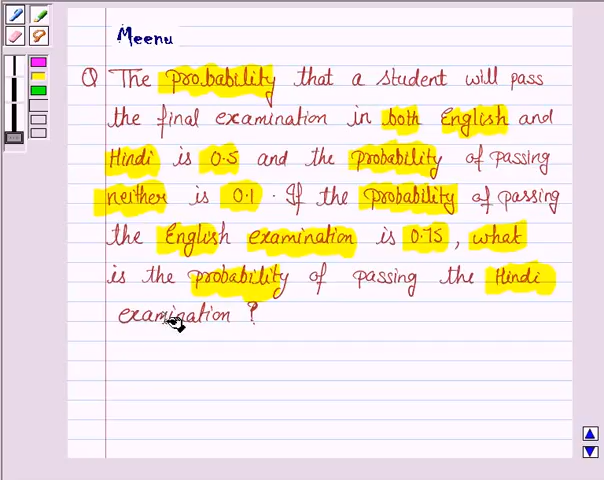 Meenu
Q The probability that a student will pass
the final examination in both English and
Hindi is 0.5 and the probability of passing
neither is 0.1 . If the probability of passing
the English examination is 0.75 , what
is the probability of passing the Hindi
examination ?